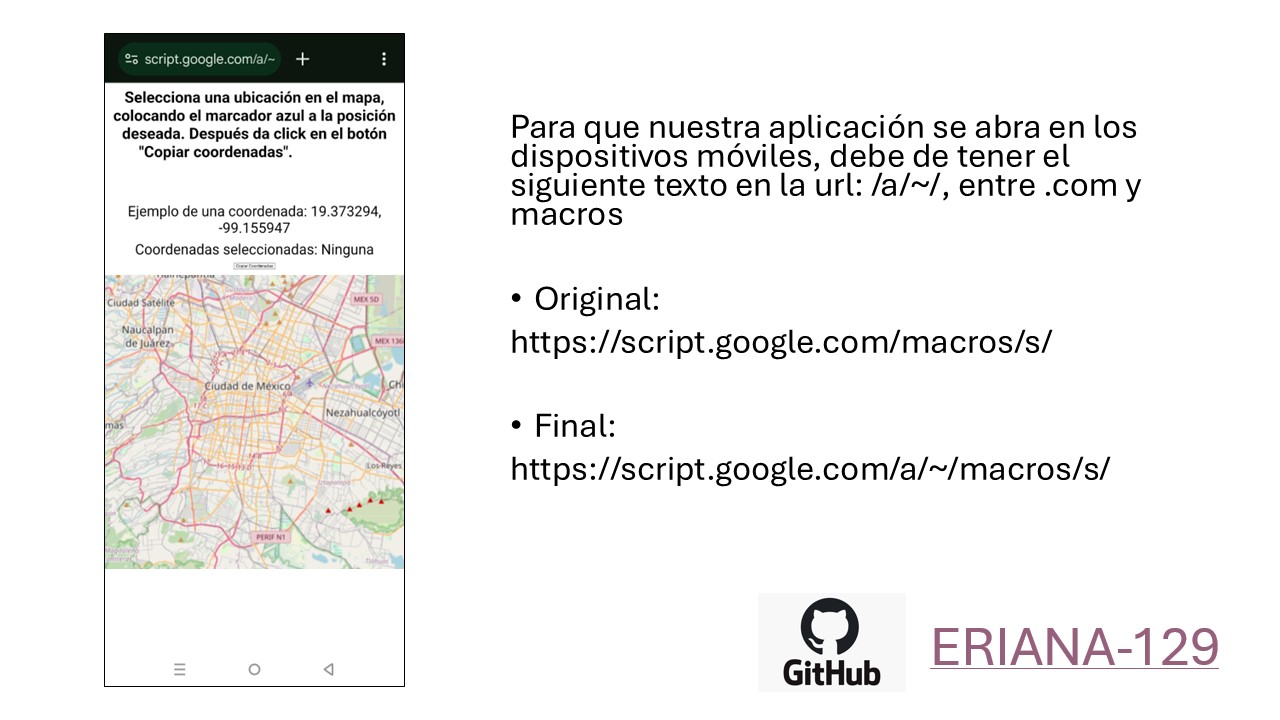 script.google.com/a/~
Selecciona una ubicación en el mapa,
colocando el marcador azul a la posición
deseada. Después da click en el botón
"Copiar coordenadas".
Ejemplo de una coordenada: 19.373294,
-99.155947
Coordenadas seleccionadas: Ninguna
Copiar Coordenadas
Ciudad Satélite
MEX 5D
Naucalpan
de Juárez
MEX 136
Ciudad de México
Chi
Nezahualcóyotl
más
Los Reyes
Iztapalapa
PERIF N1
Para que nuestra aplicación se abra en los
dispositivos móviles, debe de tener el
siguiente texto en la url: /a/~/, entre .com y
macros
• Original:
https://script.google.com/macros/s/
• Final:
https://script.google.com/a/~/macros/s/
GitHub
ERIANA-129